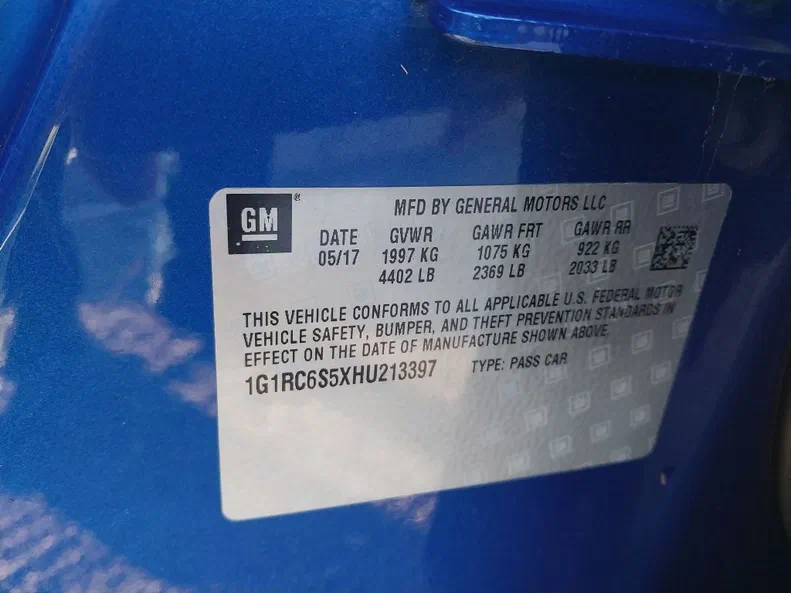 GM®
MFD BY GENERAL MOTORS LLC
DATE GVWR GAWR FRT GAWR RR
05/17 1997 KG 1075 KG 922 KG
4402 LB 2369 LB 2033 LB
THIS VEHICLE CONFORMS TO ALL APPLICABLE U.S. FEDERAL MOTOR
VEHICLE SAFETY, BUMPER, AND THEFT PREVENTION STANDARDS IN
EFFECT ON THE DATE OF MANUFACTURE SHOWN ABOVE.
1G1RC6S5XHU213397 TYPE: PASS CAR